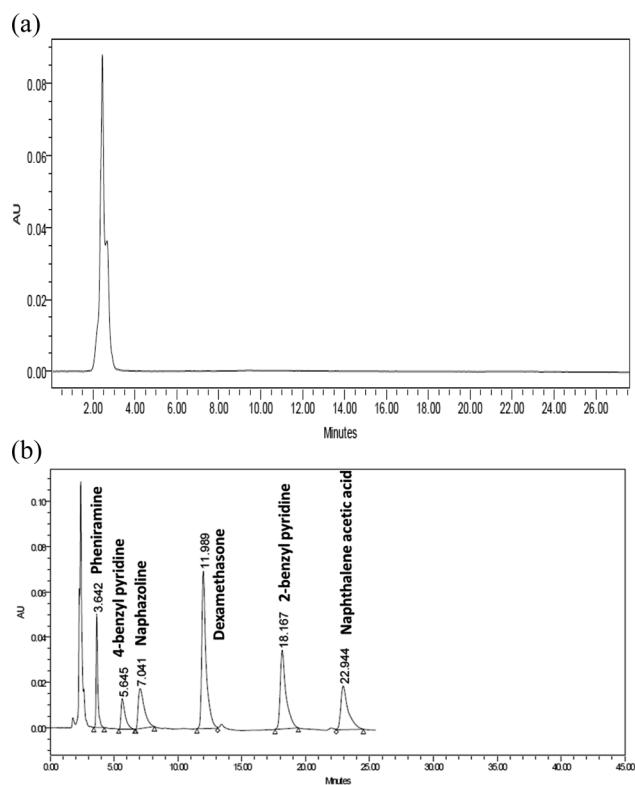 (a)
0.08
0.06
AU
0.04
0.02
0.00
2.00 4.00 6.00 8.00 10.00 12.00 14.00 16.00 18.00 20.00 22.00 24.00 26.00
Minutes
(b)
0.10
0.08
0.06
AU
0.04
0.02
0.00
3.642 Pheniramine
5.645 4-benzyl pyridine
7.041 Naphazoline
11.989 Dexamethasone
18.167 2-benzyl pyridine
22.944 Naphthalene acetic acid
0.00 5.00 10.00 15.00 20.00 25.00 30.00 35.00 40.00 45.00
Minutes